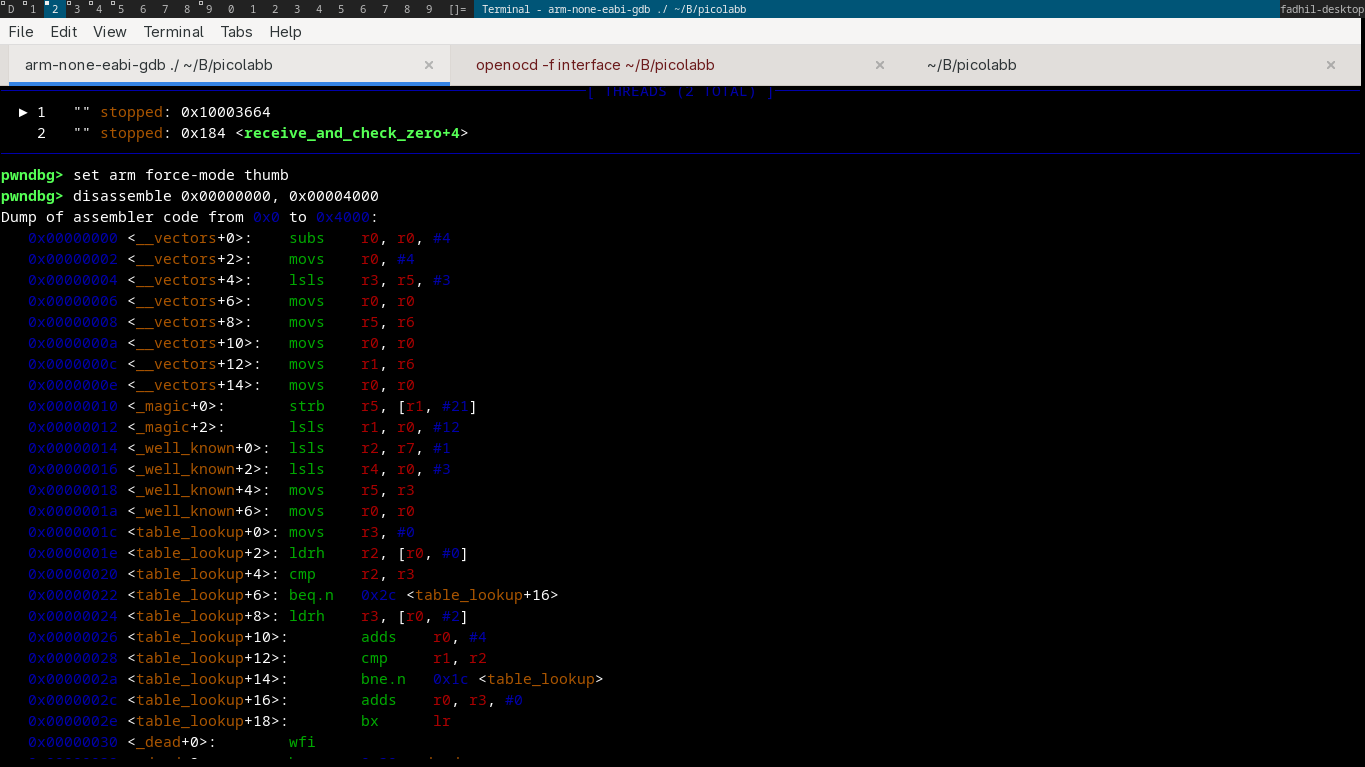 D 1 2 3 4 5 6 7 8 9 0 1 2 3 4 5 6 7 8 9 []= Terminal - arm-none-eabi-gdb ./ ~/B/picolabb fadhil-desktop
File Edit View Terminal Tabs Help
arm-none-eabi-gdb ./ ~/B/picolabb × openocd -f interface ~/B/picolabb × ~/B/picolabb ×
[ THREADS (2 TOTAL) ]
► 1 "" stopped: 0x10003664
2 "" stopped: 0x184 <receive_and_check_zero+4>
pwndbg> set arm force-mode thumb
pwndbg> disassemble 0x00000000, 0x00004000
Dump of assembler code from 0x0 to 0x4000:
0x00000000 <__vectors+0>: subs r0, r0, #4
0x00000002 <__vectors+2>: movs r0, #4
0x00000004 <__vectors+4>: lsls r3, r5, #3
0x00000006 <__vectors+6>: movs r0, r0
0x00000008 <__vectors+8>: movs r5, r6
0x0000000a <__vectors+10>: movs r0, r0
0x0000000c <__vectors+12>: movs r1, r6
0x0000000e <__vectors+14>: movs r0, r0
0x00000010 <_magic+0>: strb r5, [r1, #21]
0x00000012 <_magic+2>: lsls r1, r0, #12
0x00000014 <_well_known+0>: lsls r2, r7, #1
0x00000016 <_well_known+2>: lsls r4, r0, #3
0x00000018 <_well_known+4>: movs r5, r3
0x0000001a <_well_known+6>: movs r0, r0
0x0000001c <table_lookup+0>: movs r3, #0
0x0000001e <table_lookup+2>: ldrh r2, [r0, #0]
0x00000020 <table_lookup+4>: cmp r2, r3
0x00000022 <table_lookup+6>: beq.n 0x2c <table_lookup+16>
0x00000024 <table_lookup+8>: ldrh r3, [r0, #2]
0x00000026 <table_lookup+10>: adds r0, #4
0x00000028 <table_lookup+12>: cmp r1, r2
0x0000002a <table_lookup+14>: bne.n 0x1c <table_lookup>
0x0000002c <table_lookup+16>: adds r0, r3, #0
0x0000002e <table_lookup+18>: bx lr
0x00000030 <_dead+0>: wfi